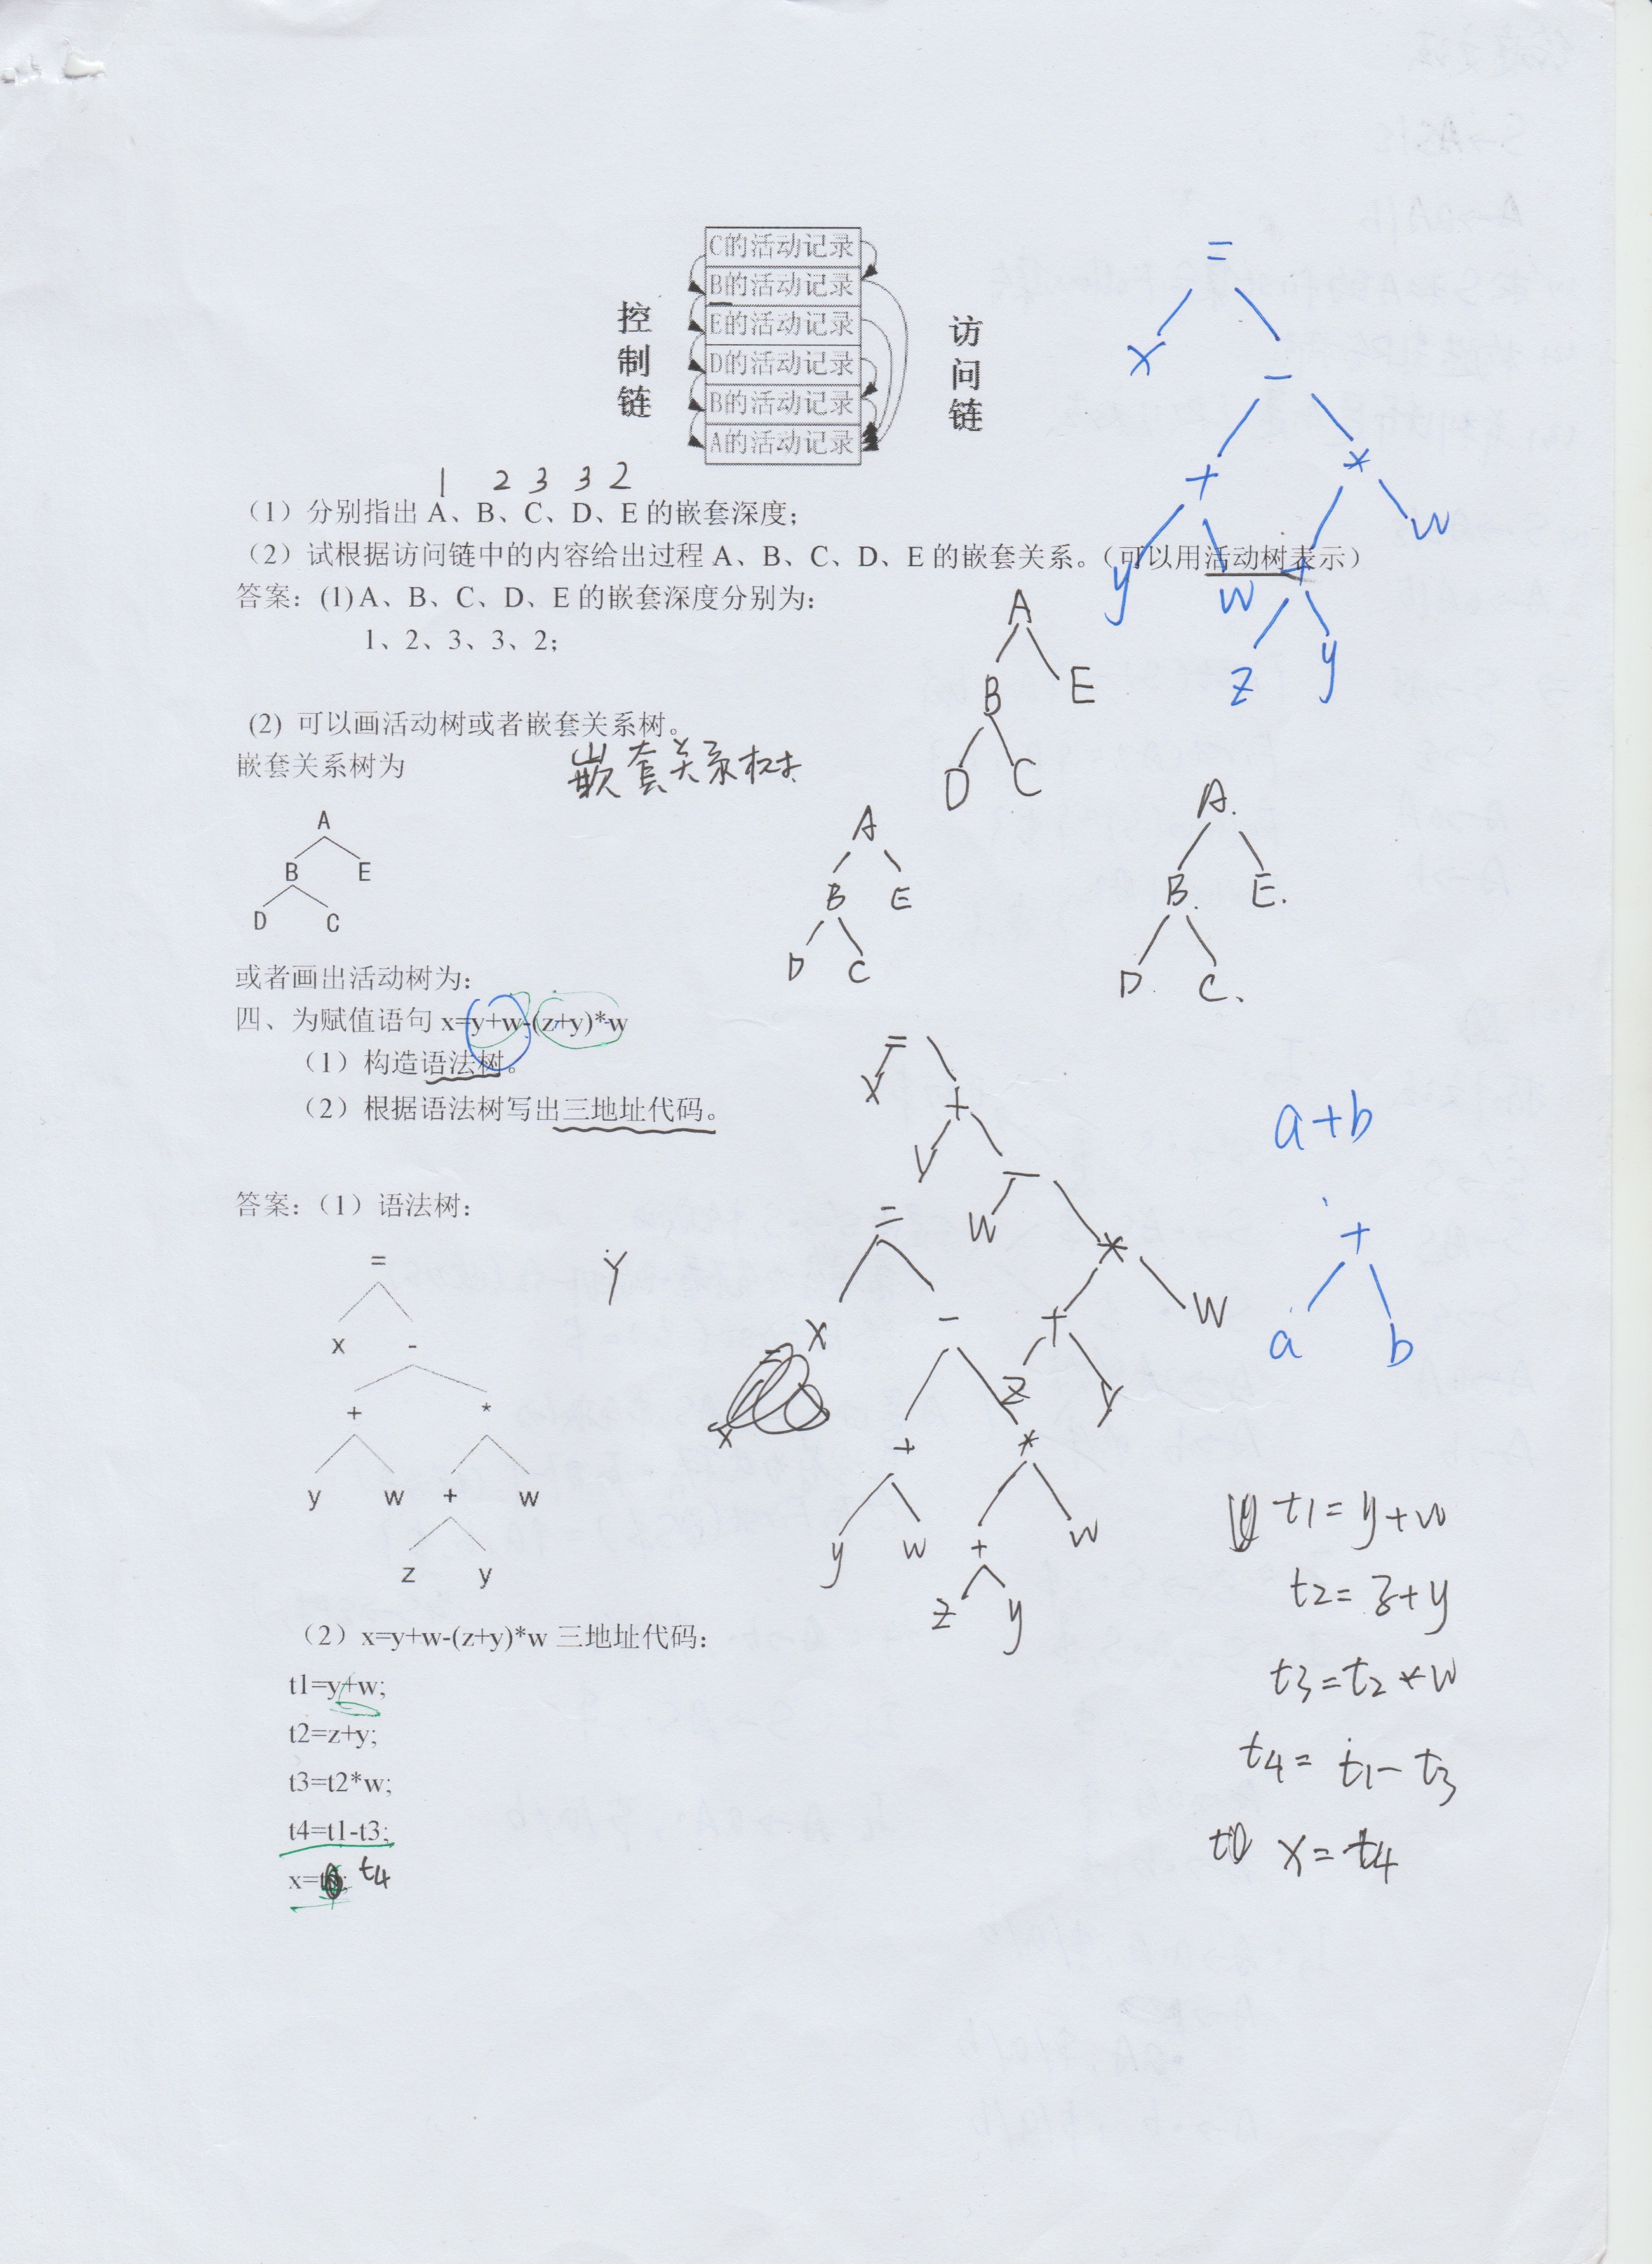 C的活动记录
B的活动记录
E的活动记录
D的活动记录
B的活动记录
A的活动记录
控制链
访问链
=
x -
+ *
y w + w
z y
1 2 3 3 2
（1）分别指出 A、B、C、D、E 的嵌套深度；
（2）试根据访问链中的内容给出过程 A、B、C、D、E 的嵌套关系。（可以用活动树表示）
答案：(1)A、B、C、D、E 的嵌套深度分别为：
1、2、3、3、2；
A
B E
D C
(2) 可以画活动树或者嵌套关系树。
嵌套关系树为
嵌套关系树
A
B E
D C
A
B E
D C
A.
B. E.
D. C.
或者画出活动树为：
四、为赋值语句 x=y+w-(z+y)*w
（1）构造语法树。
（2）根据语法树写出三地址代码。
=
x +
y -
w *
+ w
z y
a+b
+
a b
答案：（1）语法树：
=
x -
+ *
y w + w
z y
Y
=
x -
+ *
y w + w
z y
=
x
t1=y+w
t2=z+y
t3=t2*w
t4=t1-t3
x=t4
（2）x=y+w-(z+y)*w 三地址代码：
t1=y+w;
t2=z+y;
t3=t2*w;
t4=t1-t3;
x= t4